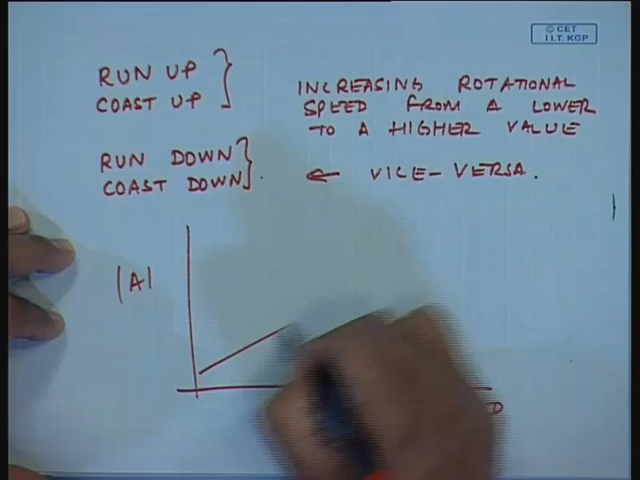 © CET
I.I.T. KGP
RUN UP
COAST UP
INCREASING ROTATIONAL
SPEED FROM A LOWER
TO A HIGHER VALUE
RUN DOWN
COAST DOWN.
← VICE-VERSA.
|A|
D